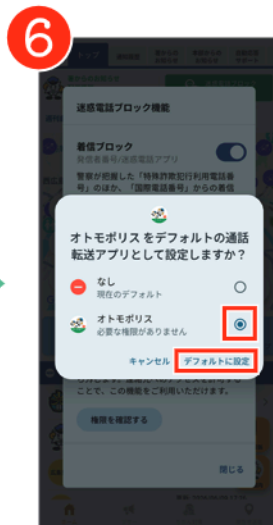 6
トップ
迷惑電話ブロック機能
着信ブロック
発信者番号/迷惑電話アプリ
警察が把握した「特殊詐欺犯行利用電話番
号」のほか、「国際電話番号」からの着信
オトモポリス をデフォルトの通話
転送アプリとして設定しますか？
なし
現在のデフォルト
オトモポリス
必要な権限がありません
キャンセル デフォルトに設定
ことで、この機能をご利用いただけます。
権限を確認する
閉じる